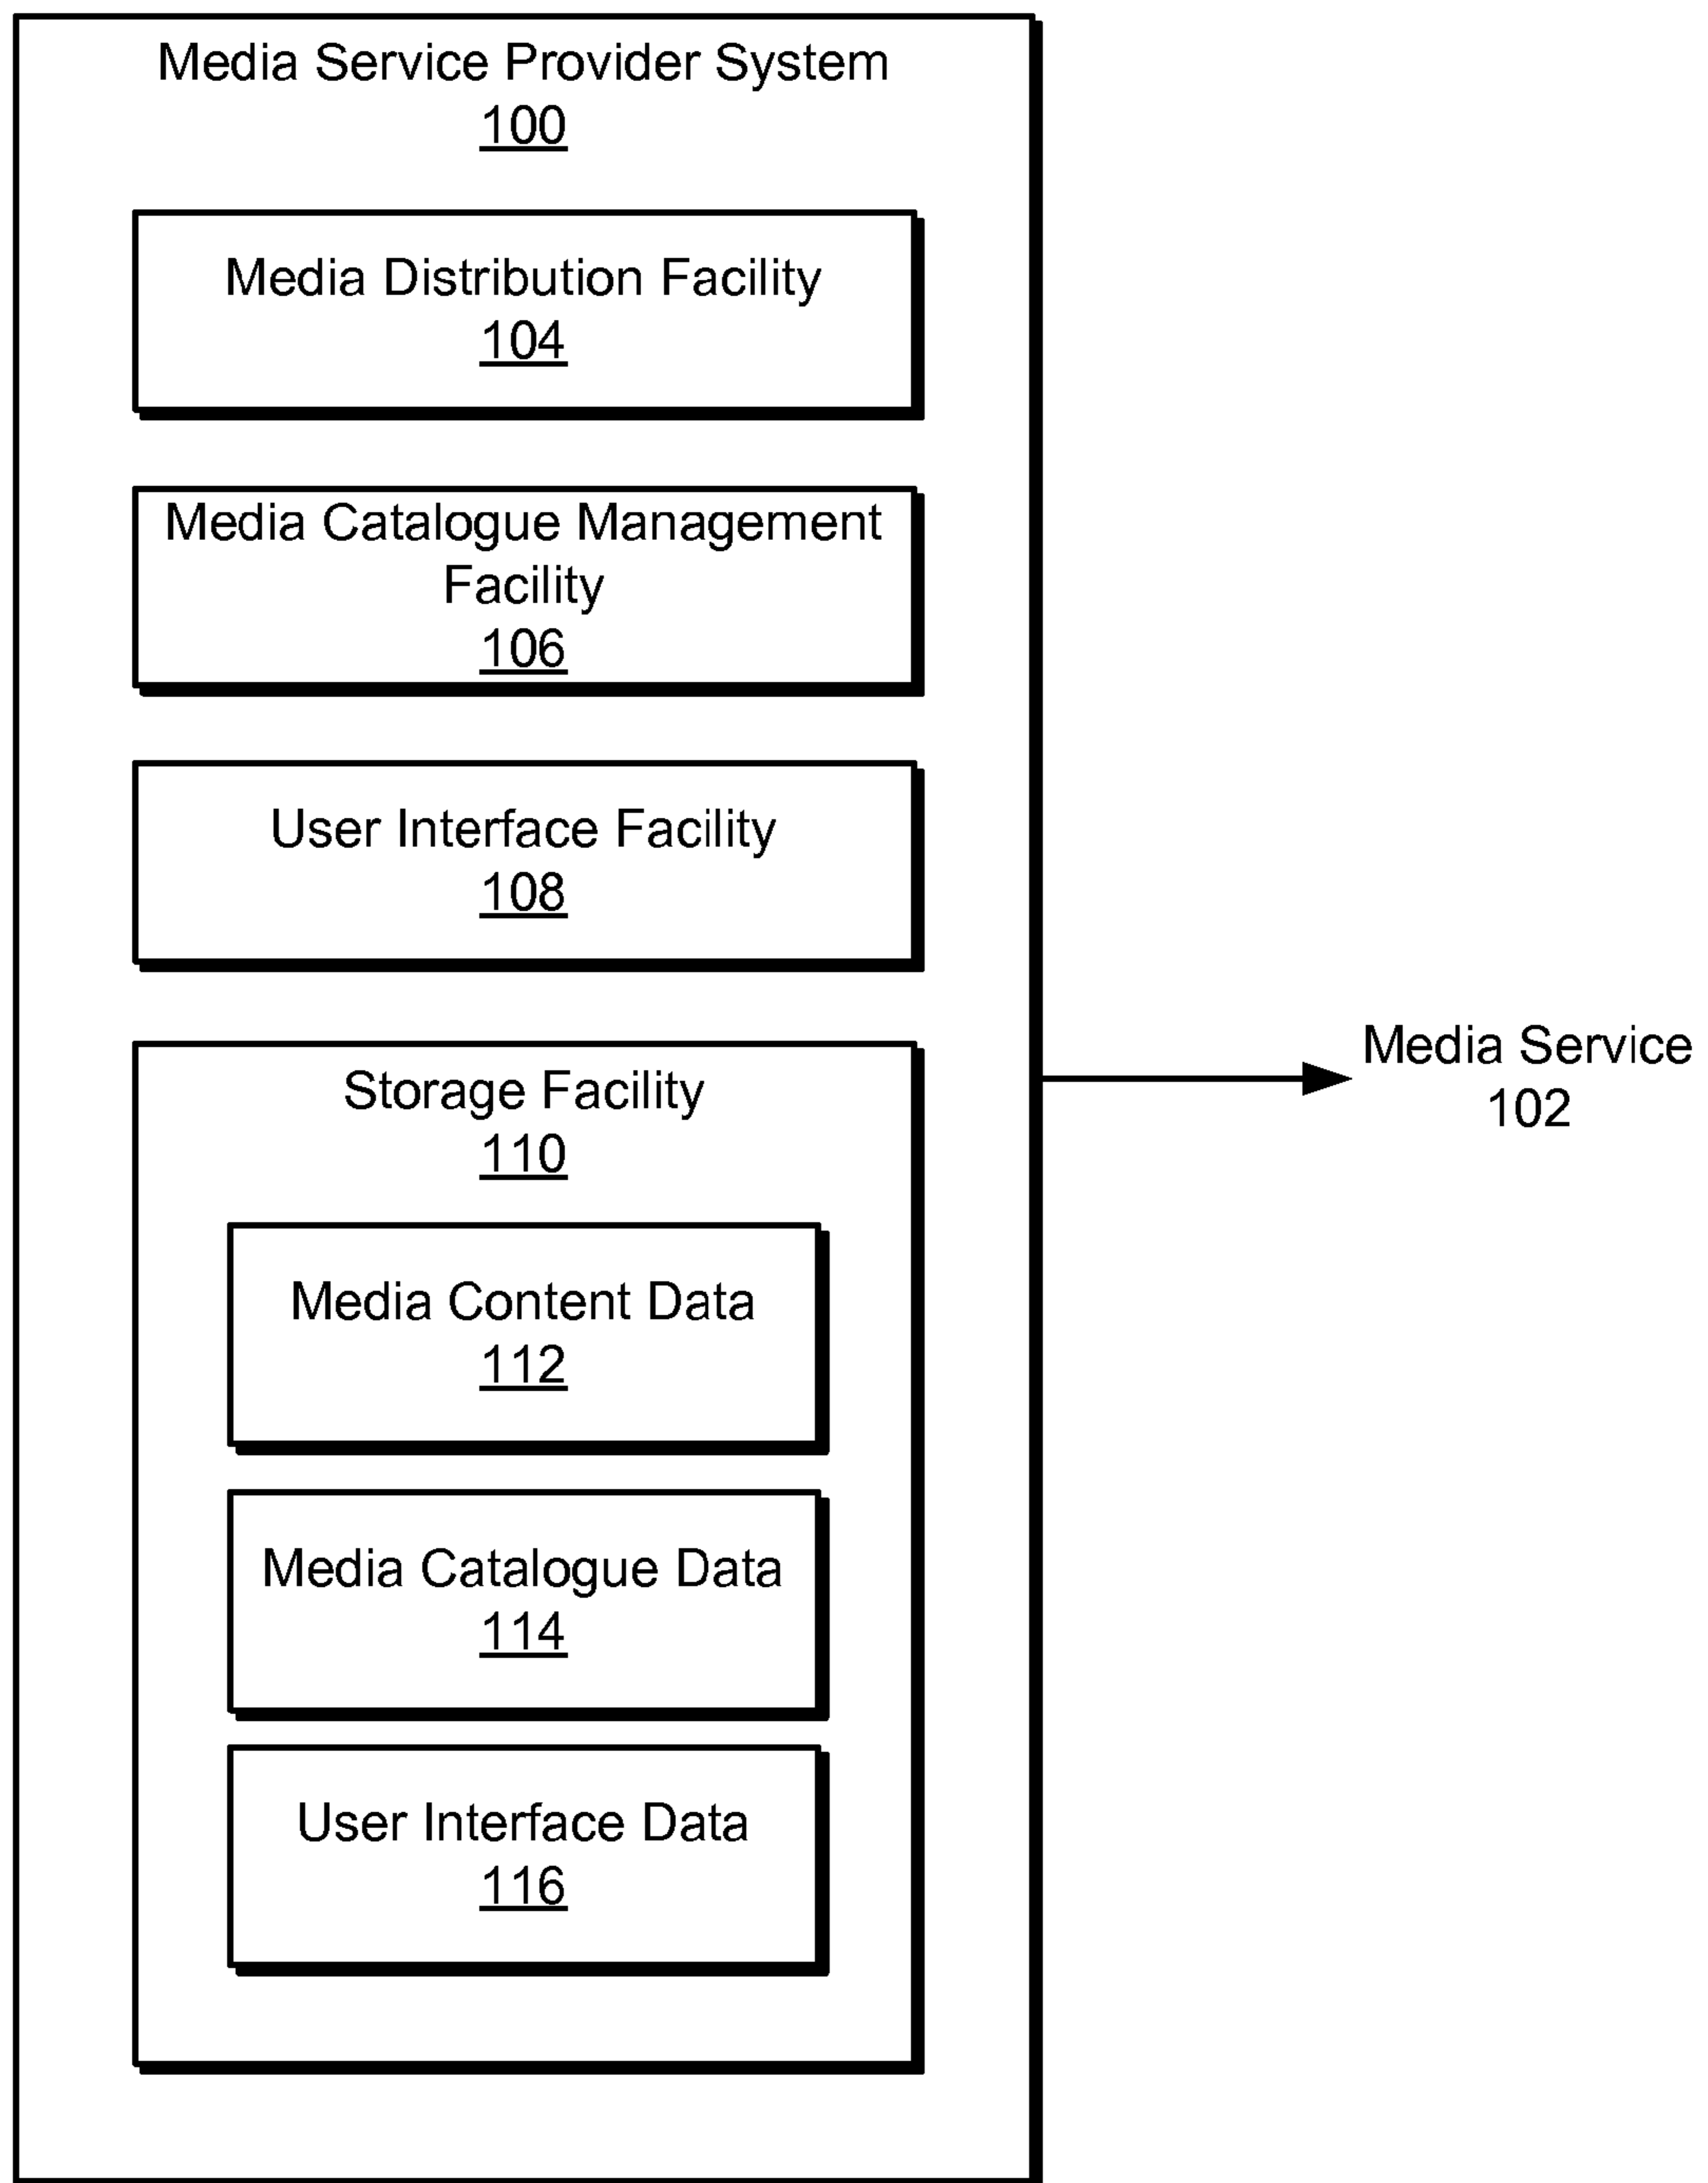 Media Service Provider System
100
Media Distribution Facility
104
Media Catalogue Management
Facility
106
User Interface Facility
108
Storage Facility
110
Media Content Data
112
Media Catalogue Data
114
User Interface Data
116
Media Service
102